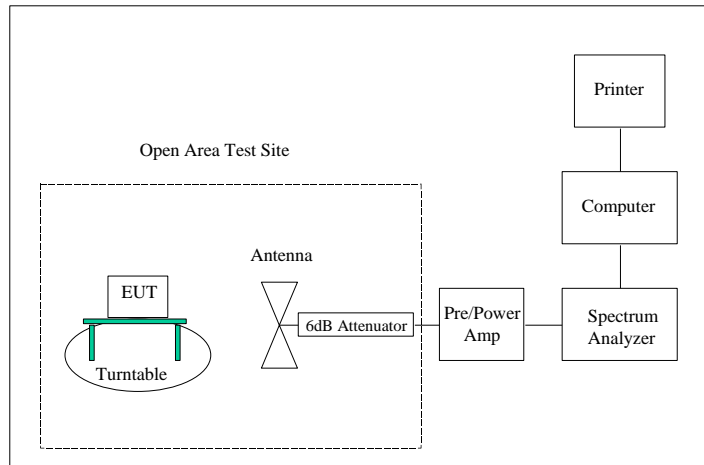 Printer
Open Area Test Site
Computer
Antenna
EUT
6dB Attenuator
Pre/Power
Amp
Spectrum
Analyzer
Turntable